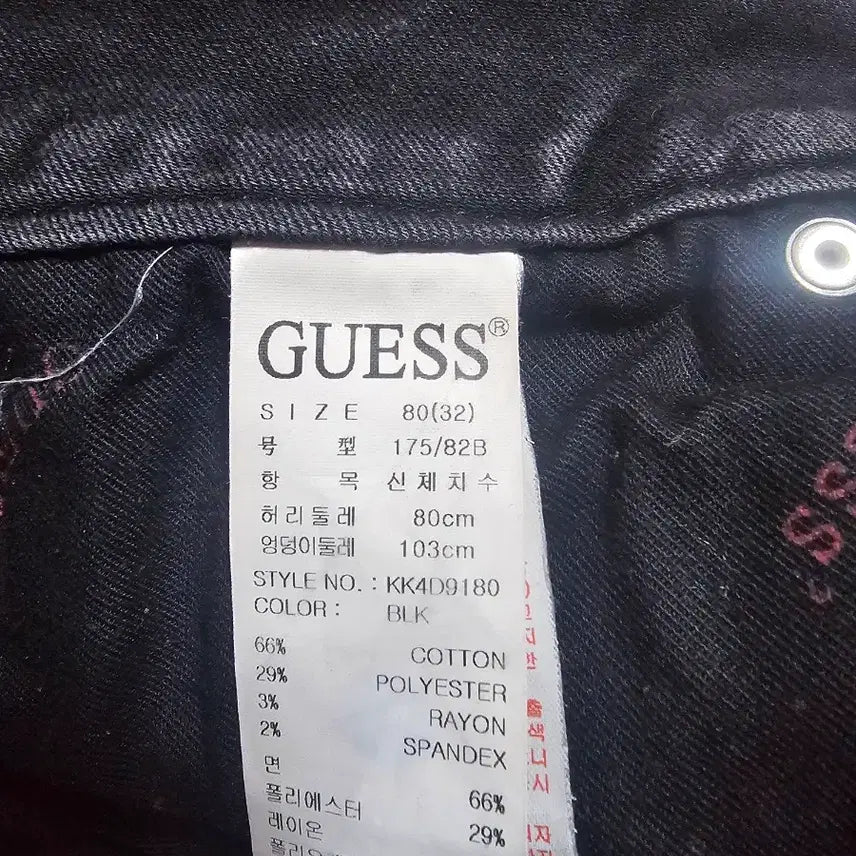 GUESS®
SIZE 80(32)
号 型 175/82B
항 목 신체치수
허리둘레 80cm
엉덩이둘레 103cm
STYLE NO. : KK4D9180
COLOR : BLK
66% COTTON
29% POLYESTER
3% RAYON
2% SPANDEX
면 66%
폴리에스터 29%
레이온